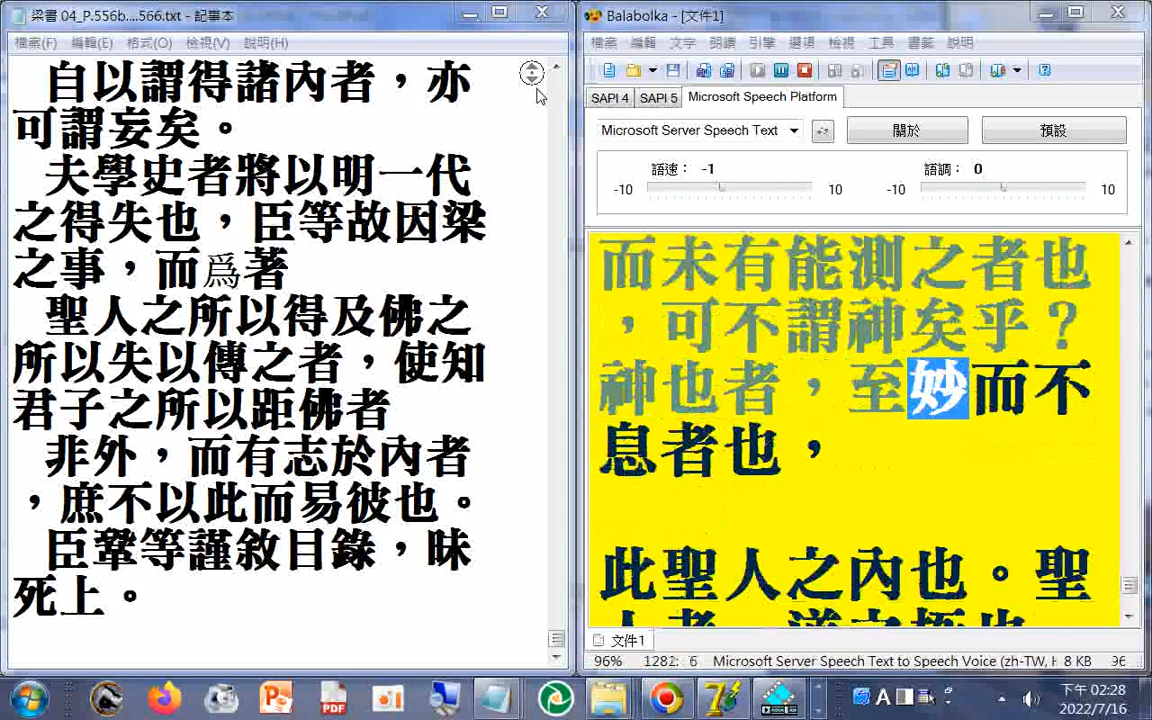 梁書 04_P.556b....566.txt - 記事本
檔案(F) 編輯(E) 格式(O) 檢視(V) 說明(H)
自以謂得諸內者，亦
可謂妄矣。
夫學史者將以明一代
之得失也，臣等故因梁
之事，而爲著
聖人之所以得及佛之
所以失以傳之者，使知
君子之所以距佛者
非外，而有志於內者
，庶不以此而易彼也。
臣鞏等謹敘目錄，昧
死上。
Balabolka - [文件1]
檔案 編輯 文字 朗讀 引擎 選項 檢視 工具 書籤 說明
SAPI 4 SAPI 5 Microsoft Speech Platform
Microsoft Server Speech Text 關於 預設
語速： -1 語調： 0
-10 10 -10 10
而未有能測之者也
，可不謂神矣乎？
神也者，至妙而不
息者也，
此聖人之內也。聖
人者，道之極也
文件1
96% 1282: 6 Microsoft Server Speech Text to Speech Voice (zh-TW, H 8 KB 96
PDF A 下午 02:28
2022/7/16